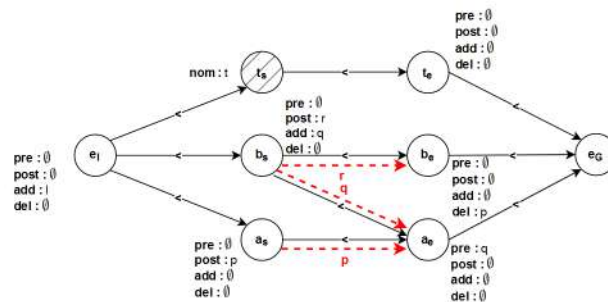 pre : ∅
post : ∅
add : ∅
del : ∅
nom : t
t_s
<
t_e
<
<
pre : ∅
post : r
add : q
del : ∅
pre : ∅
post : ∅
add : I
del : ∅
e_I
<
b_s
<
b_e
<
e_G
r
q
<
pre : ∅
post : ∅
add : ∅
del : p
<
<
a_s
<
a_e
p
pre : ∅
post : p
add : ∅
del : ∅
pre : q
post : ∅
add : ∅
del : ∅